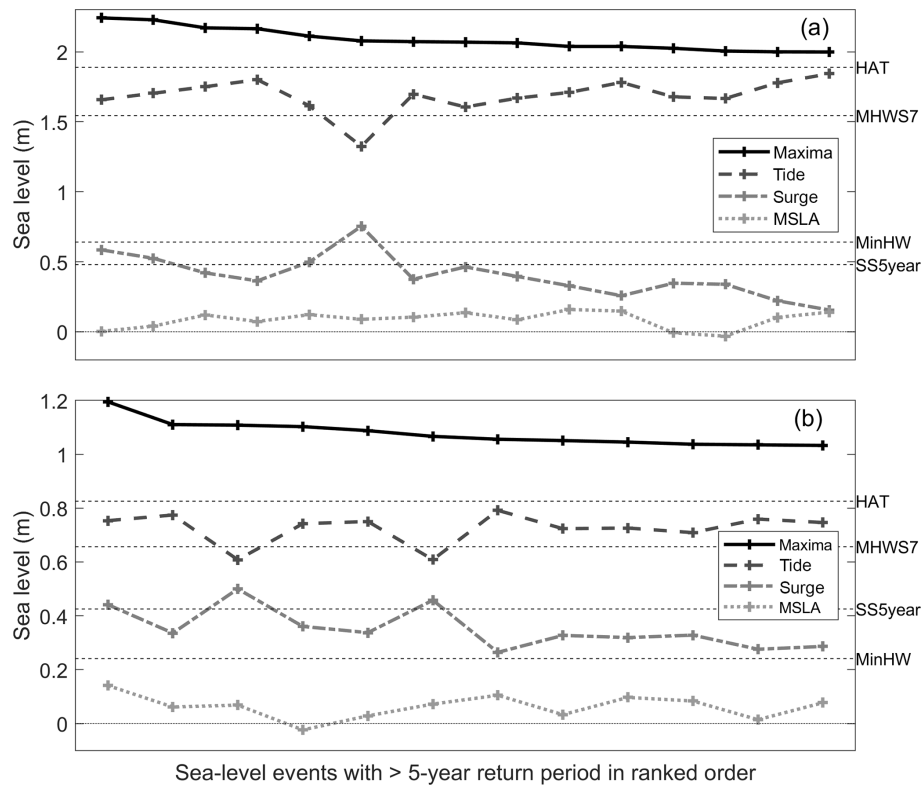 (a)
2
HAT
1.5
MHWS7
Sea level (m)
Maxima
Tide
Surge
MSLA
1
MinHW
0.5
SS5year
0
1.2
(b)
1
HAT
0.8
MHWS7
Sea level (m)
Maxima
Tide
Surge
MSLA
0.6
SS5year
0.4
MinHW
0.2
0
Sea-level events with > 5-year return period in ranked order